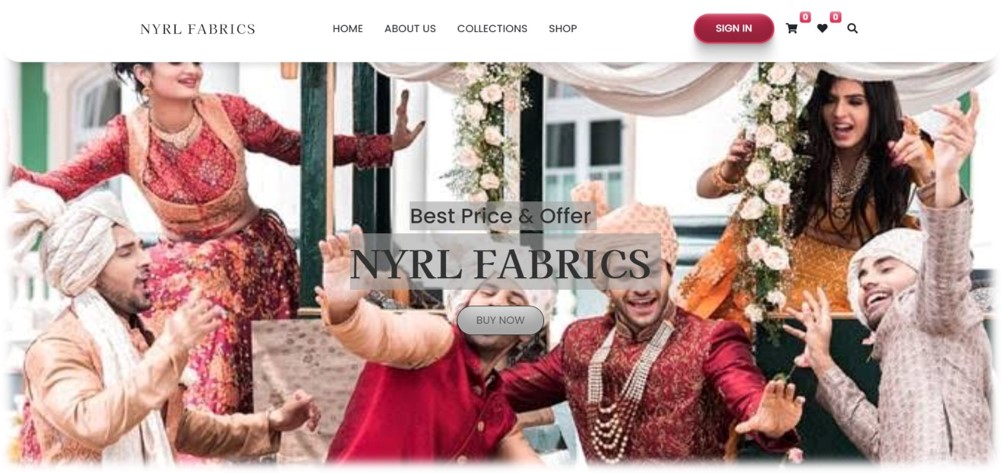 NYRL FABRICS
HOME ABOUT US COLLECTIONS SHOP
SIGN IN
0
0
Best Price & Offer
NYRL FABRICS
BUY NOW